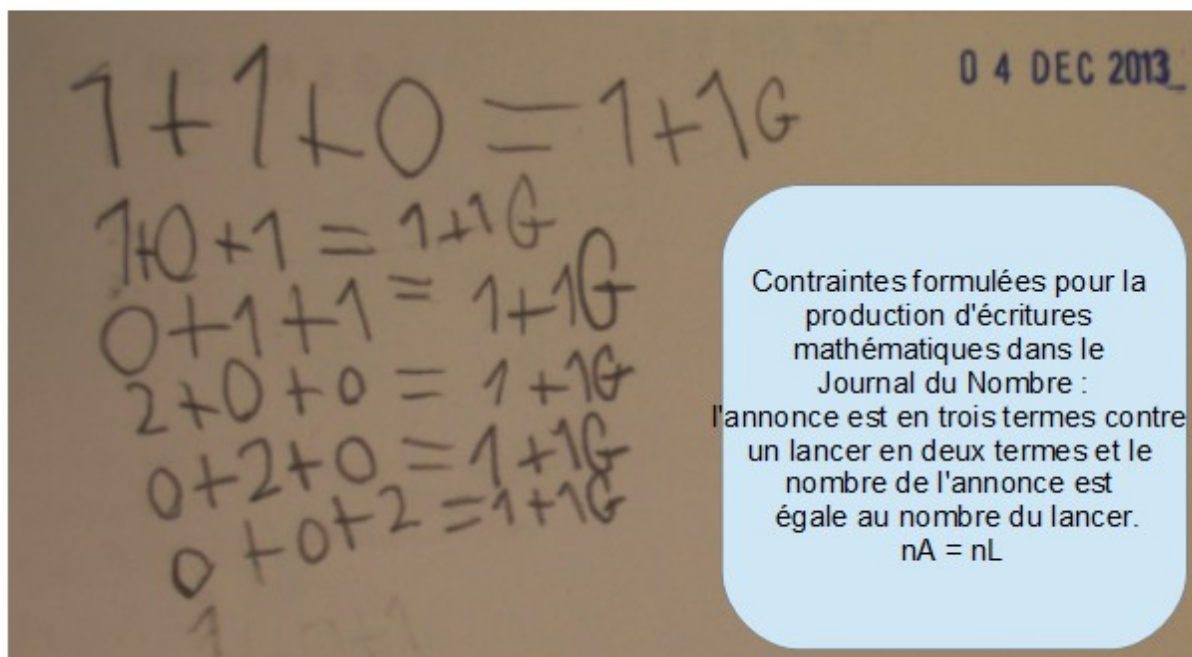 1+1+0=1+1G
0 4 DEC 2013
1+0+1=1+1G
0+1+1=1+1G
2+0+0=1+1G
0+2+0=1+1G
0+0+2=1+1G
Contraintes formulées pour la
production d'écritures
mathématiques dans le
Journal du Nombre :
l'annonce est en trois termes contre
un lancer en deux termes et le
nombre de l'annonce est
égale au nombre du lancer.
nA = nL